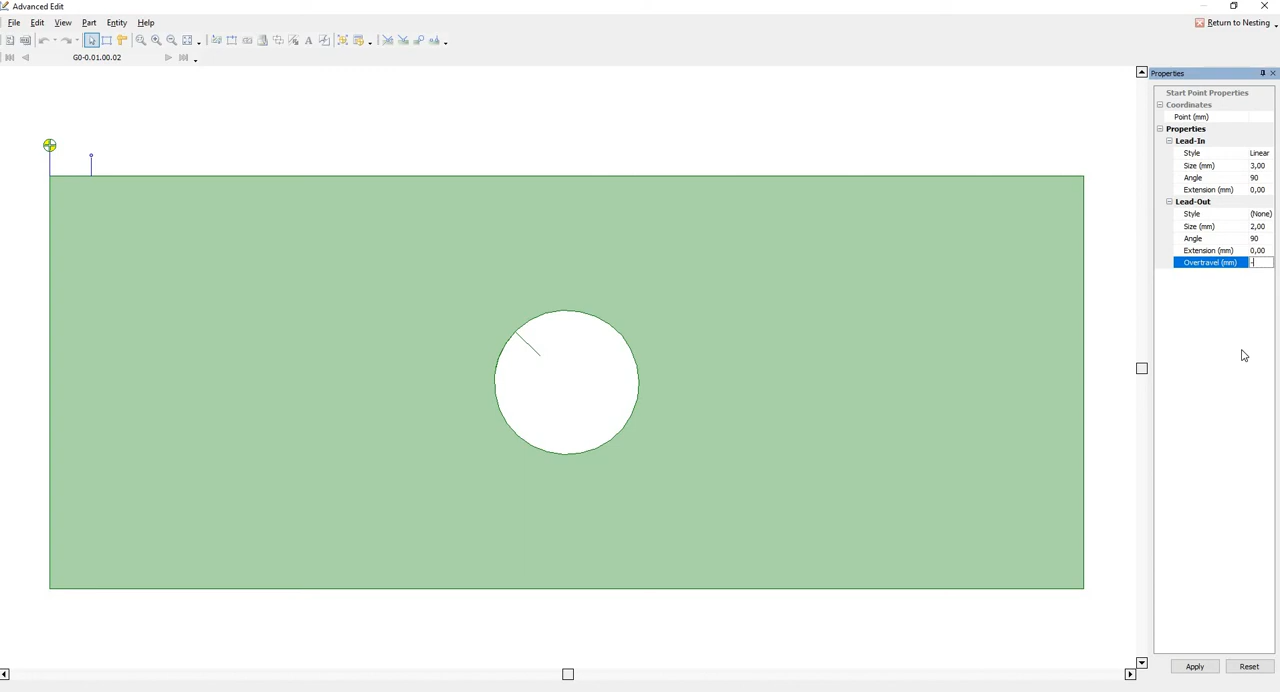 Advanced Edit
File Edit View Part Entity Help
Return to Nesting
G0-0.01.00.02
Properties
Start Point Properties
Coordinates
Point (mm)
Properties
Lead-In
Style Linear
Size (mm) 3,00
Angle 90
Extension (mm) 0,00
Lead-Out
Style (None)
Size (mm) 2,00
Angle 90
Extension (mm) 0,00
Overtravel (mm) -
Apply Reset